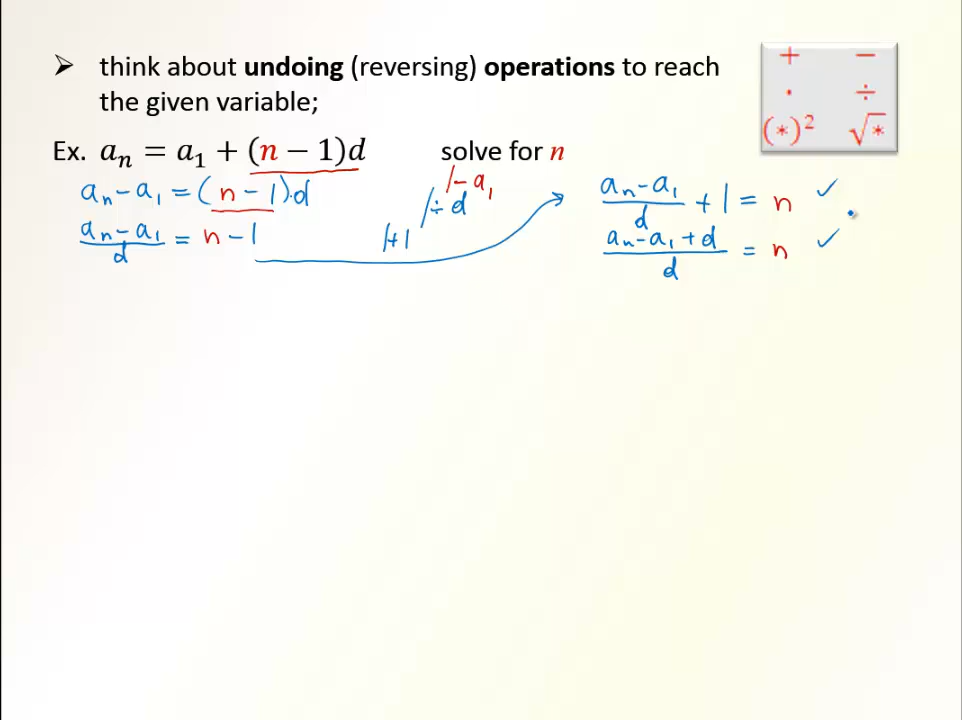 ➢ think about undoing (reversing) operations to reach
the given variable;
+ −
· ÷
(*)² √*
Ex. aₙ = a₁ + (n − 1)d solve for n
aₙ − a₁ = (n − 1)·d /− a₁
/÷ d
(aₙ − a₁)/d = n − 1 /+1
(aₙ − a₁)/d + 1 = n ✓
(aₙ − a₁ + d)/d = n ✓